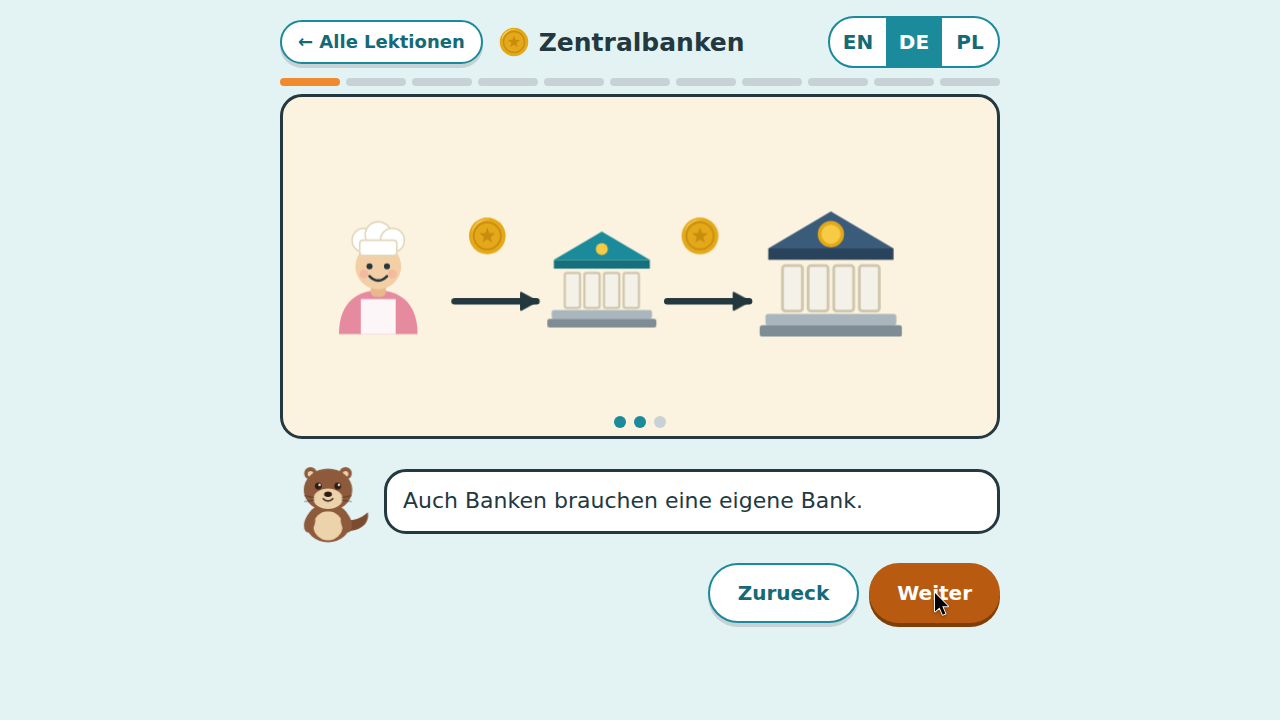 ← Alle Lektionen
Zentralbanken
EN DE PL
Auch Banken brauchen eine eigene Bank.
Zurueck
Weiter